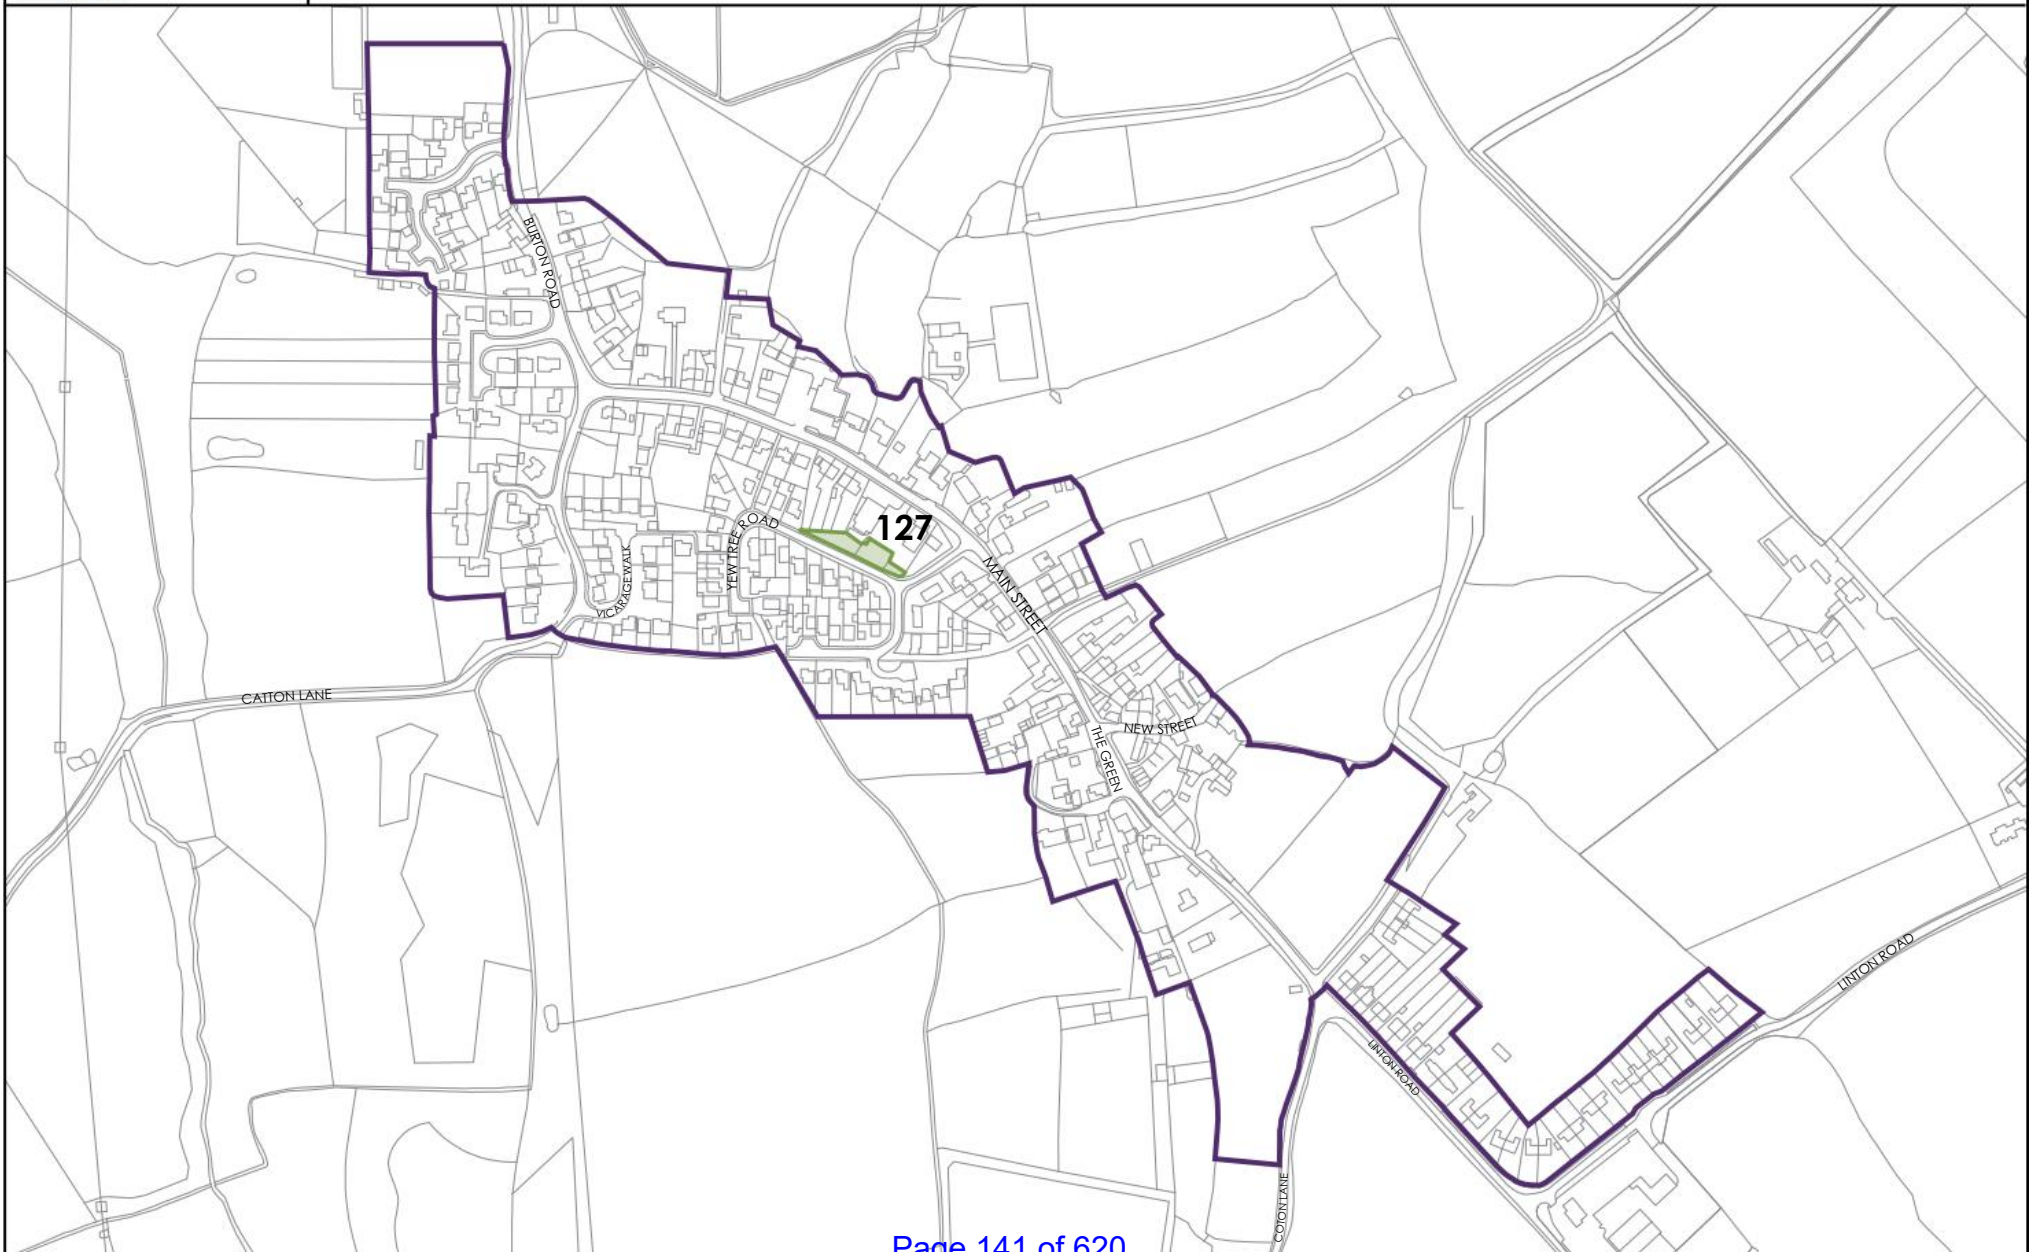 BURTON ROAD
127
YEW TREE ROAD
VICARAGE WALK
MAIN STREET
CATTON LANE
NEW STREET
THE GREEN
LINTON ROAD
LINTON ROAD
COTON LANE
Page 141 of 620